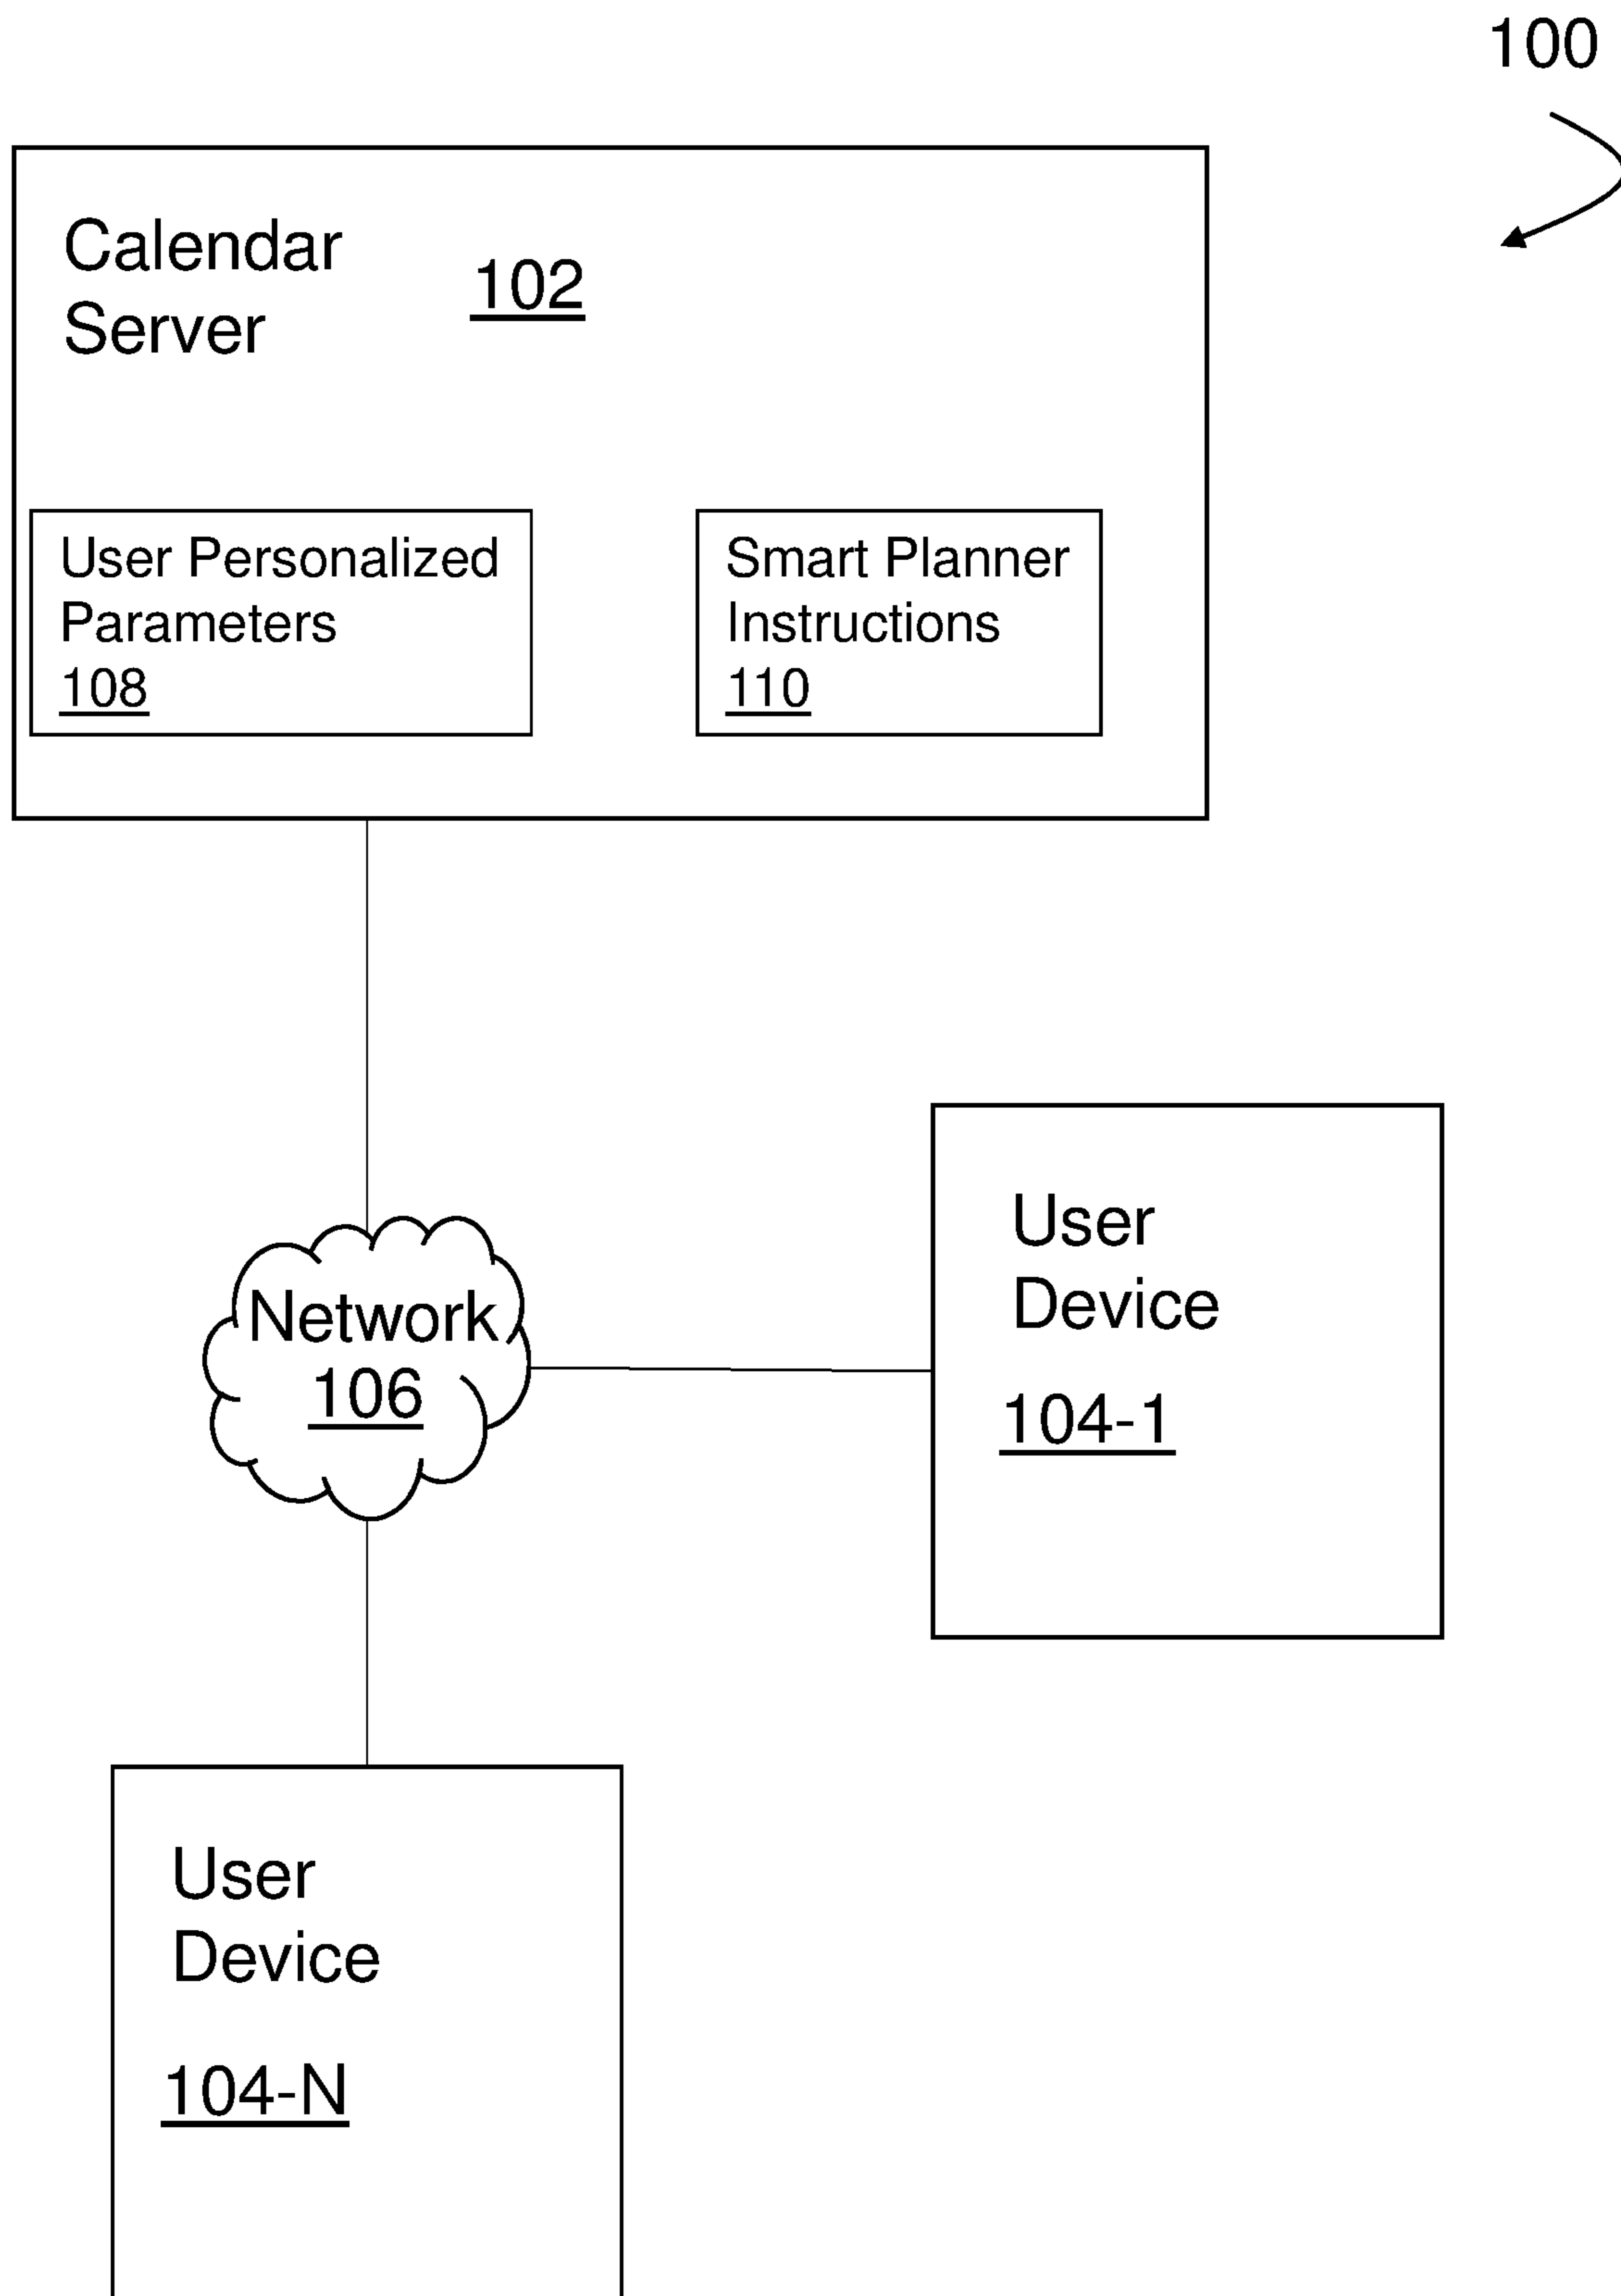 100
Calendar
Server
102
User Personalized
Parameters
108
Smart Planner
Instructions
110
Network
106
User
Device
104-1
User
Device
104-N